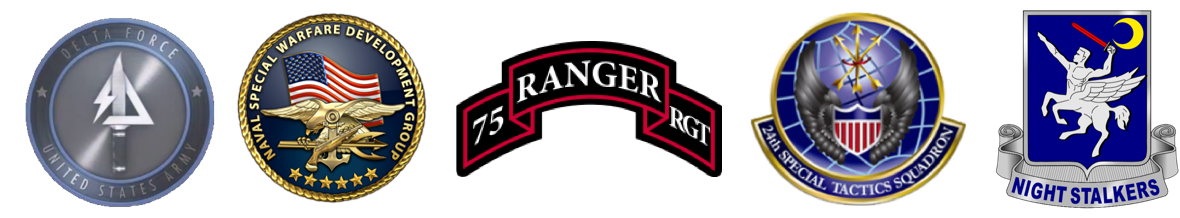 DELTA FORCE
UNITED STATES ARMY
NAVAL SPECIAL WARFARE DEVELOPMENT GROUP
75 RANGER RGT
24th SPECIAL TACTICS SQUADRON
NIGHT STALKERS